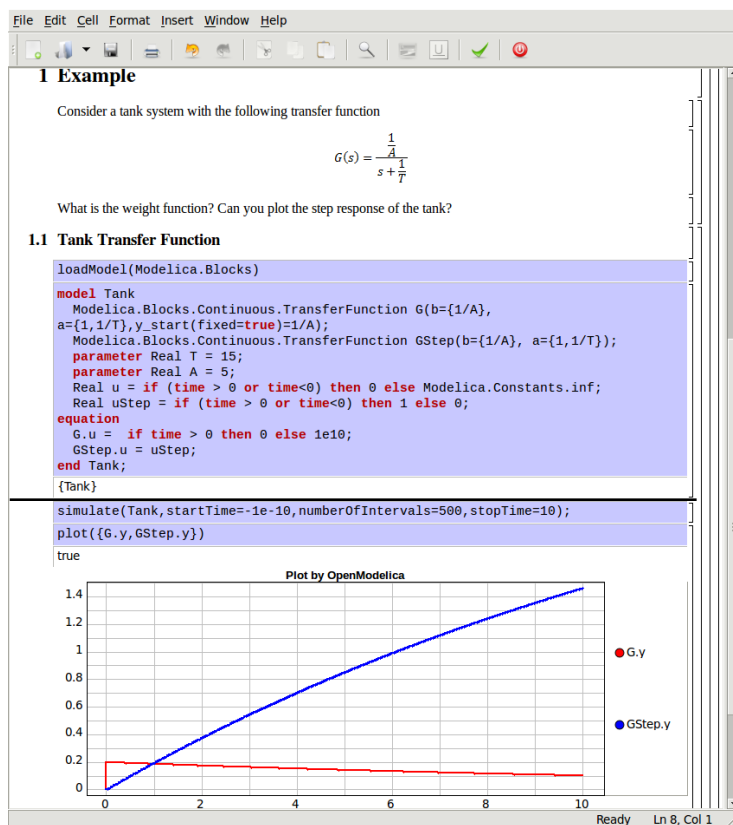 File Edit Cell Format Insert Window Help
1 Example
Consider a tank system with the following transfer function
G(s) = \frac{\frac{1}{A}}{s + \frac{1}{T}}
What is the weight function? Can you plot the step response of the tank?
1.1 Tank Transfer Function
loadModel(Modelica.Blocks)
model Tank
  Modelica.Blocks.Continuous.TransferFunction G(b={1/A},
a={1,1/T},y_start(fixed=true)=1/A);
  Modelica.Blocks.Continuous.TransferFunction GStep(b={1/A}, a={1,1/T});
  parameter Real T = 15;
  parameter Real A = 5;
  Real u = if (time > 0 or time<0) then 0 else Modelica.Constants.inf;
  Real uStep = if (time > 0 or time<0) then 1 else 0;
equation
  G.u =  if time > 0 then 0 else 1e10;
  GStep.u = uStep;
end Tank;
{Tank}
simulate(Tank,startTime=-1e-10,numberOfIntervals=500,stopTime=10);
plot({G.y,GStep.y})
true
Plot by OpenModelica
1.4
1.2
1
0.8
0.6
0.4
0.2
0
G.y
GStep.y
0 2 4 6 8 10
Ready Ln 8, Col 1